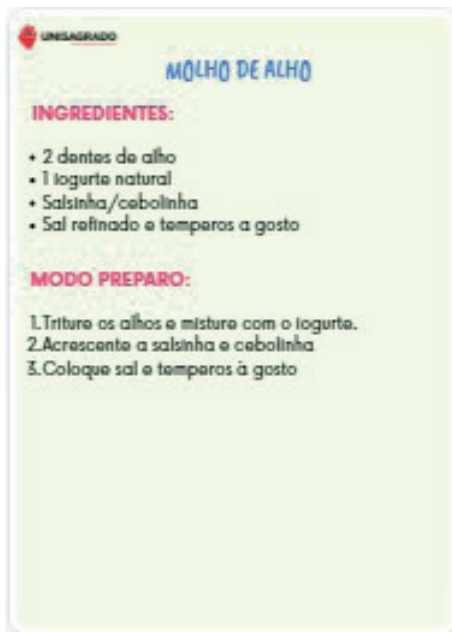 UNISAGRADO
MOLHO DE ALHO
INGREDIENTES:
• 2 dentes de alho
• 1 iogurte natural
• Salsinha/cebolinha
• Sal refinado e temperos a gosto
MODO PREPARO:
1.Triture os alhos e misture com o iogurte.
2.Acrescente a salsinha e cebolinha
3.Coloque sal e temperos à gosto